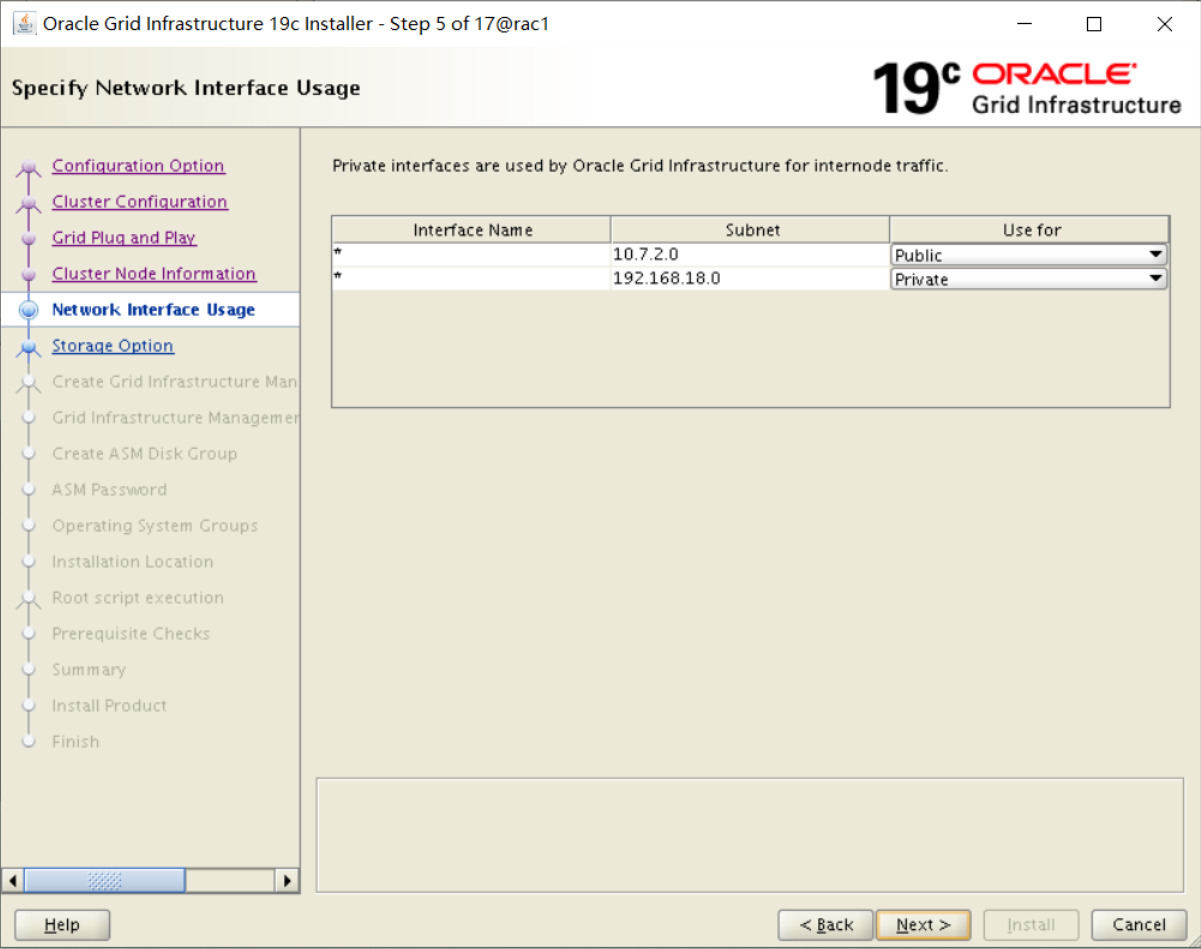 Oracle Grid Infrastructure 19c Installer - Step 5 of 17@rac1
Specify Network Interface Usage
19c ORACLE
Grid Infrastructure
Configuration Option
Cluster Configuration
Grid Plug and Play
Cluster Node Information
Network Interface Usage
Storage Option
Create Grid Infrastructure Man
Grid Infrastructure Managemen
Create ASM Disk Group
ASM Password
Operating System Groups
Installation Location
Root script execution
Prerequisite Checks
Summary
Install Product
Finish
Private interfaces are used by Oracle Grid Infrastructure for internode traffic.
Interface Name Subnet Use for
* 10.7.2.0 Public
* 192.168.18.0 Private
Help < Back Next > Install Cancel